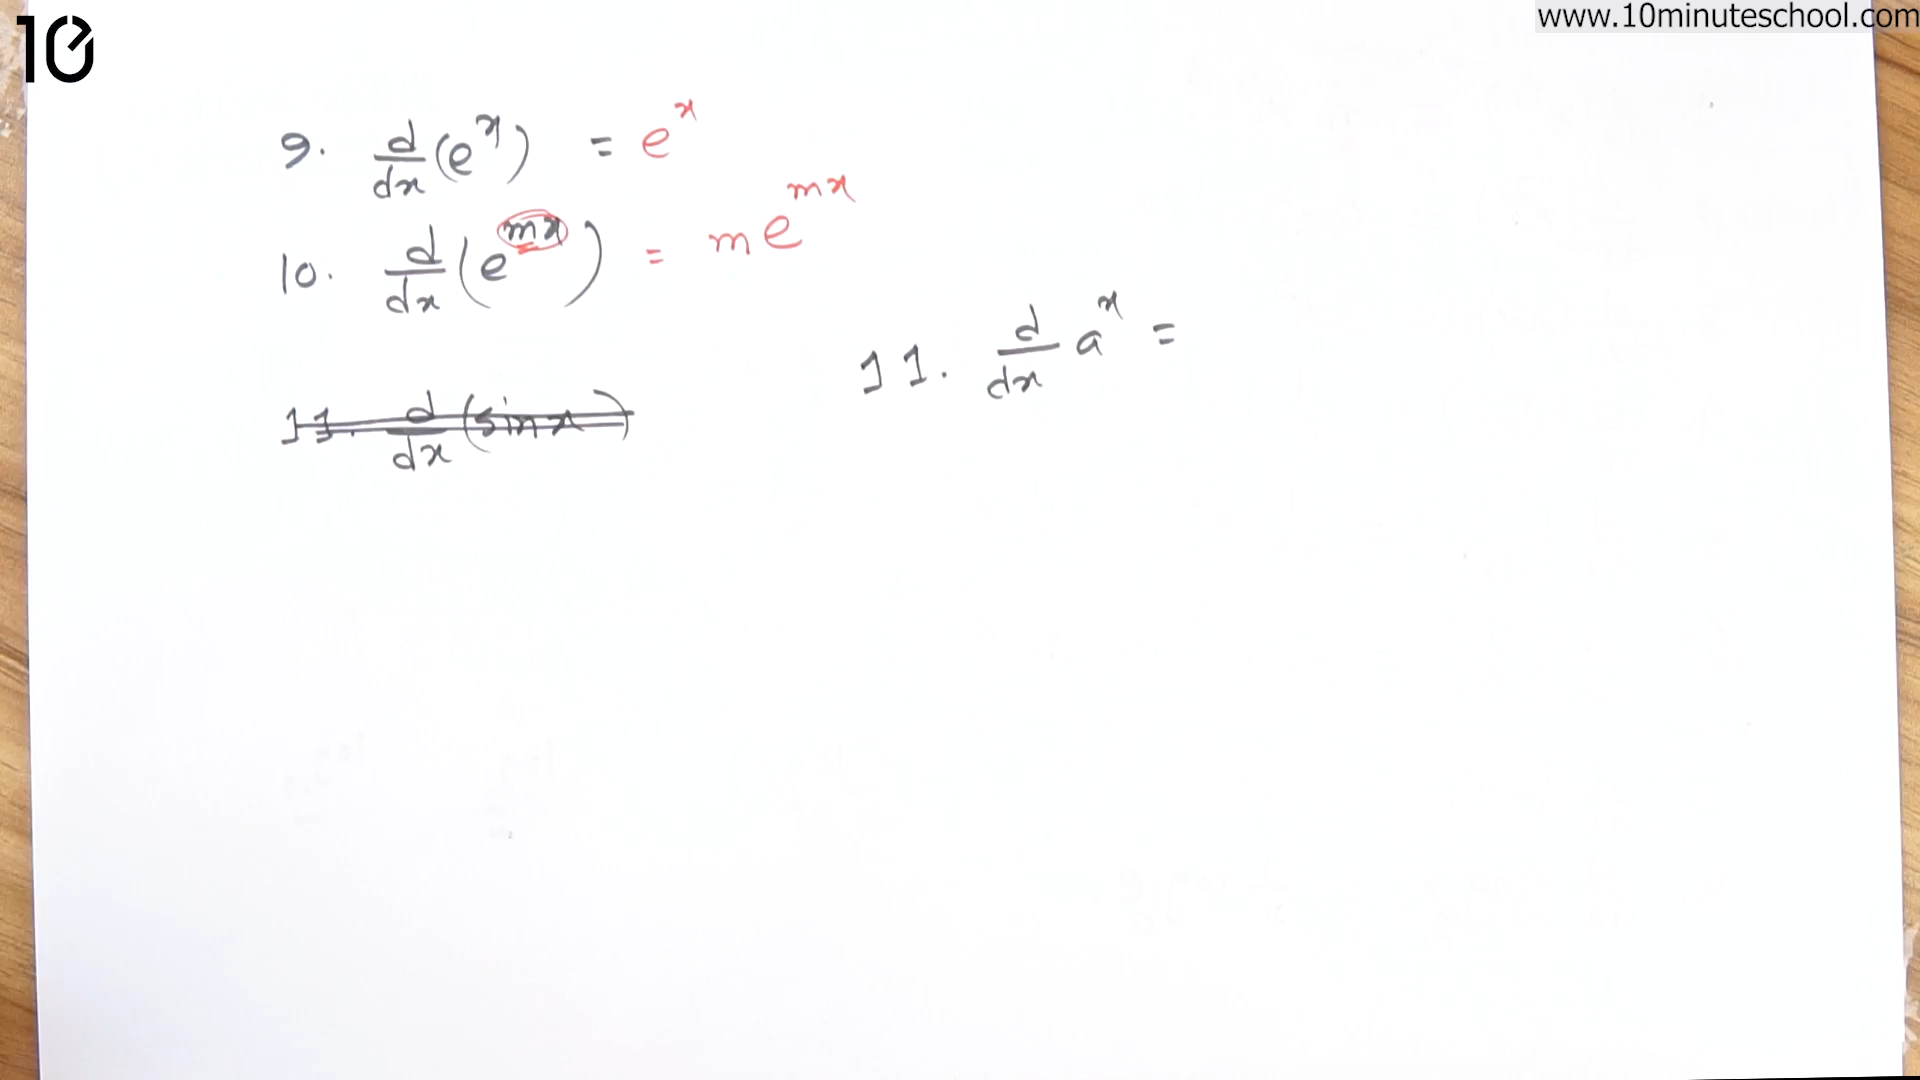 10
www.10minuteschool.com
9. d/dx (e^x) = e^x
10. d/dx (e^{mx}) = me^{mx}
11. d/dx a^x =
11. d/dx (sin x)